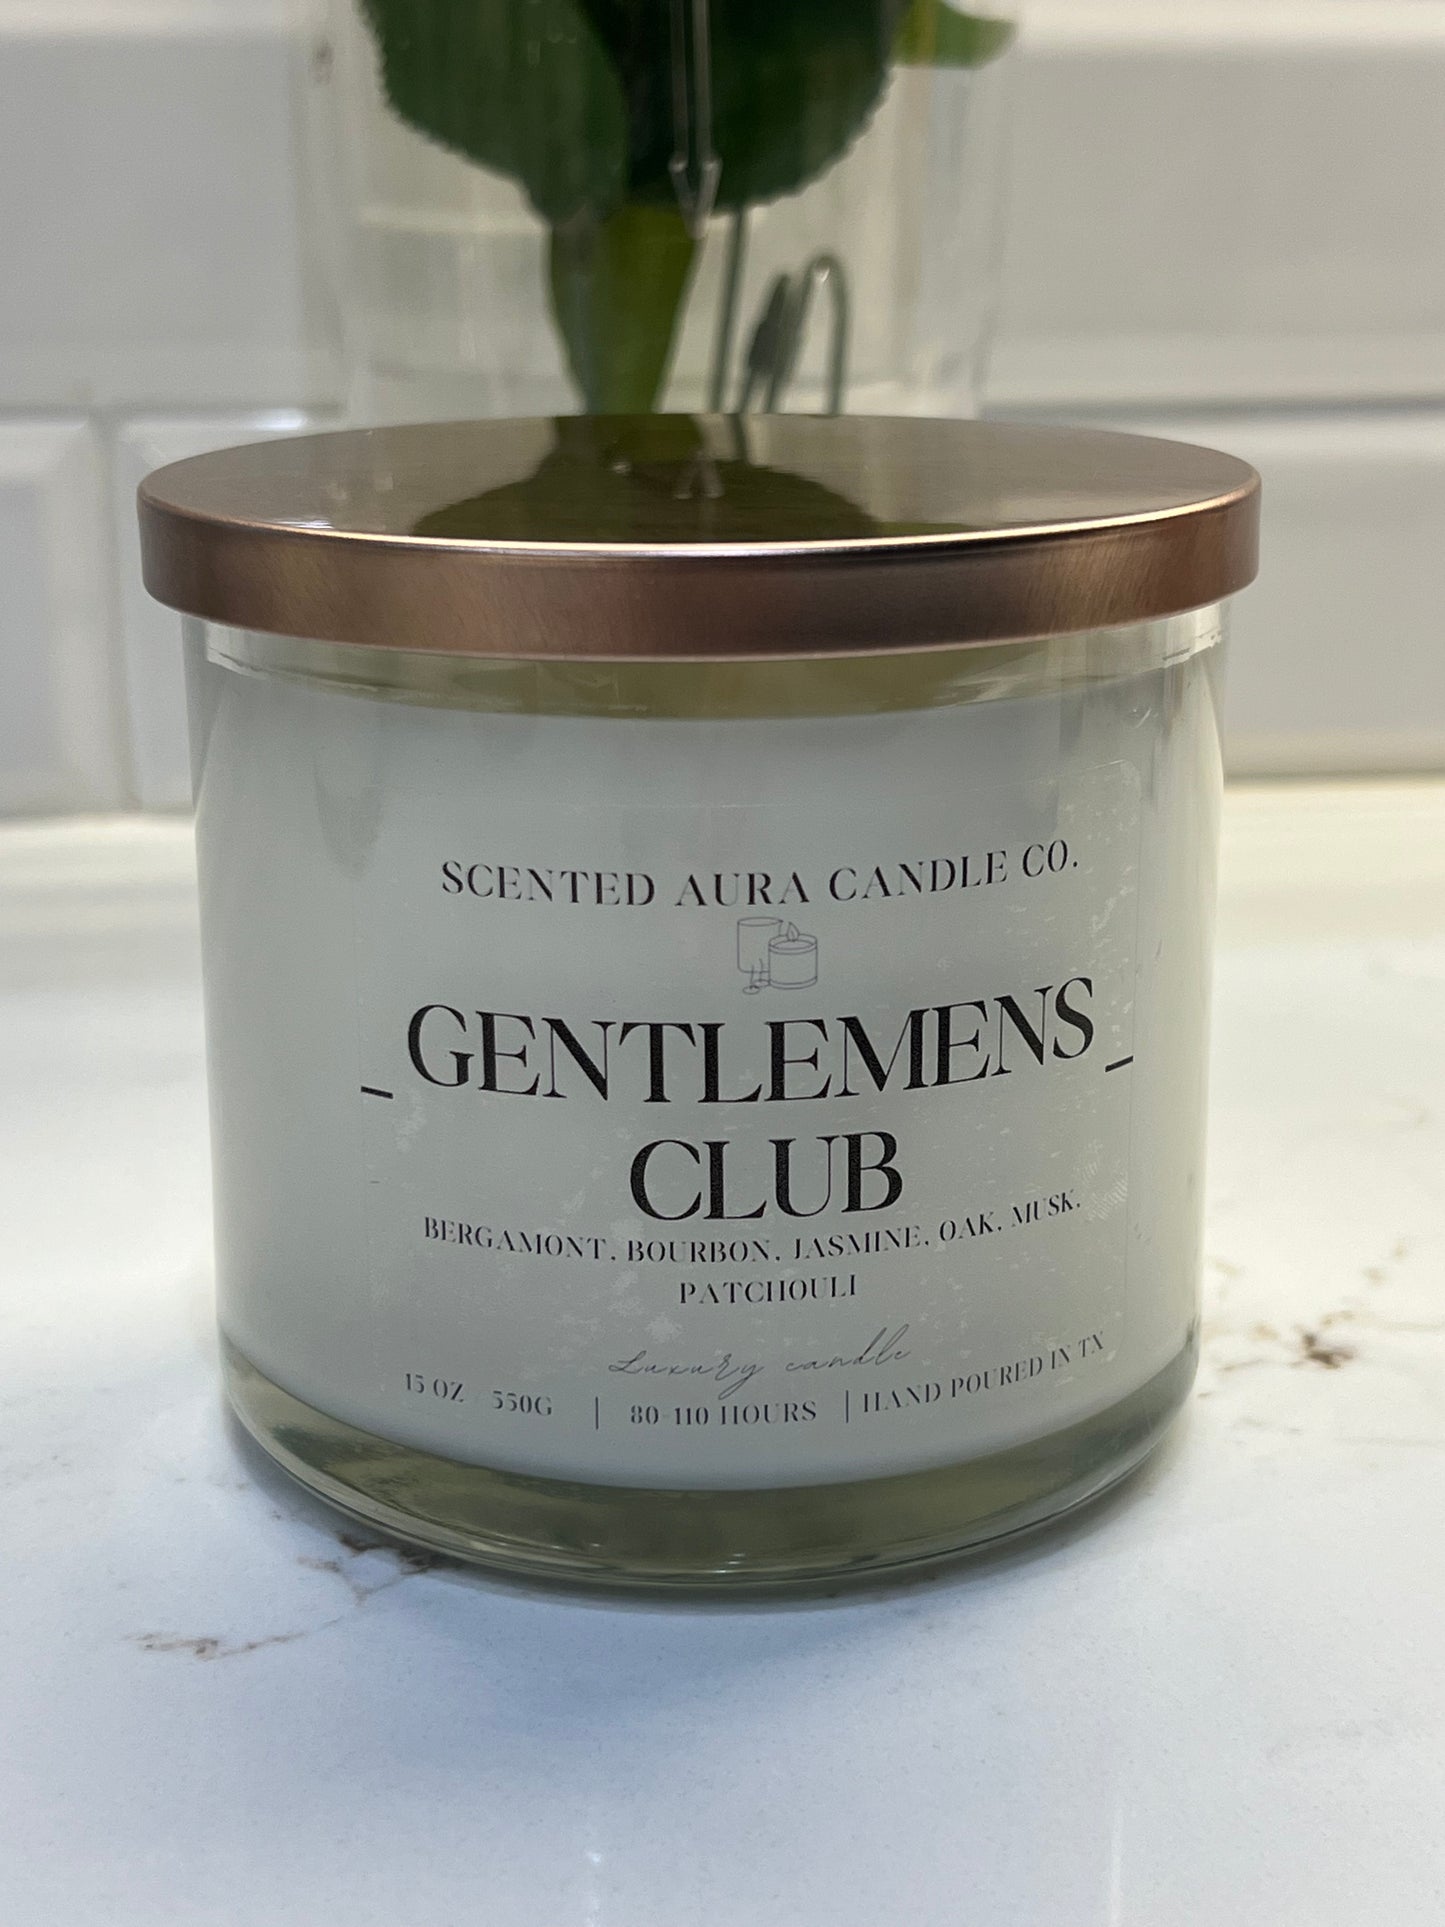 SCENTED AURA CANDLE CO.
_ GENTLEMENS _
CLUB
BERGAMONT, BOURBON, JASMINE, OAK, MUSK,
PATCHOULI
Luxury candle
15 OZ 550G | 80-110 HOURS | HAND POURED IN TX